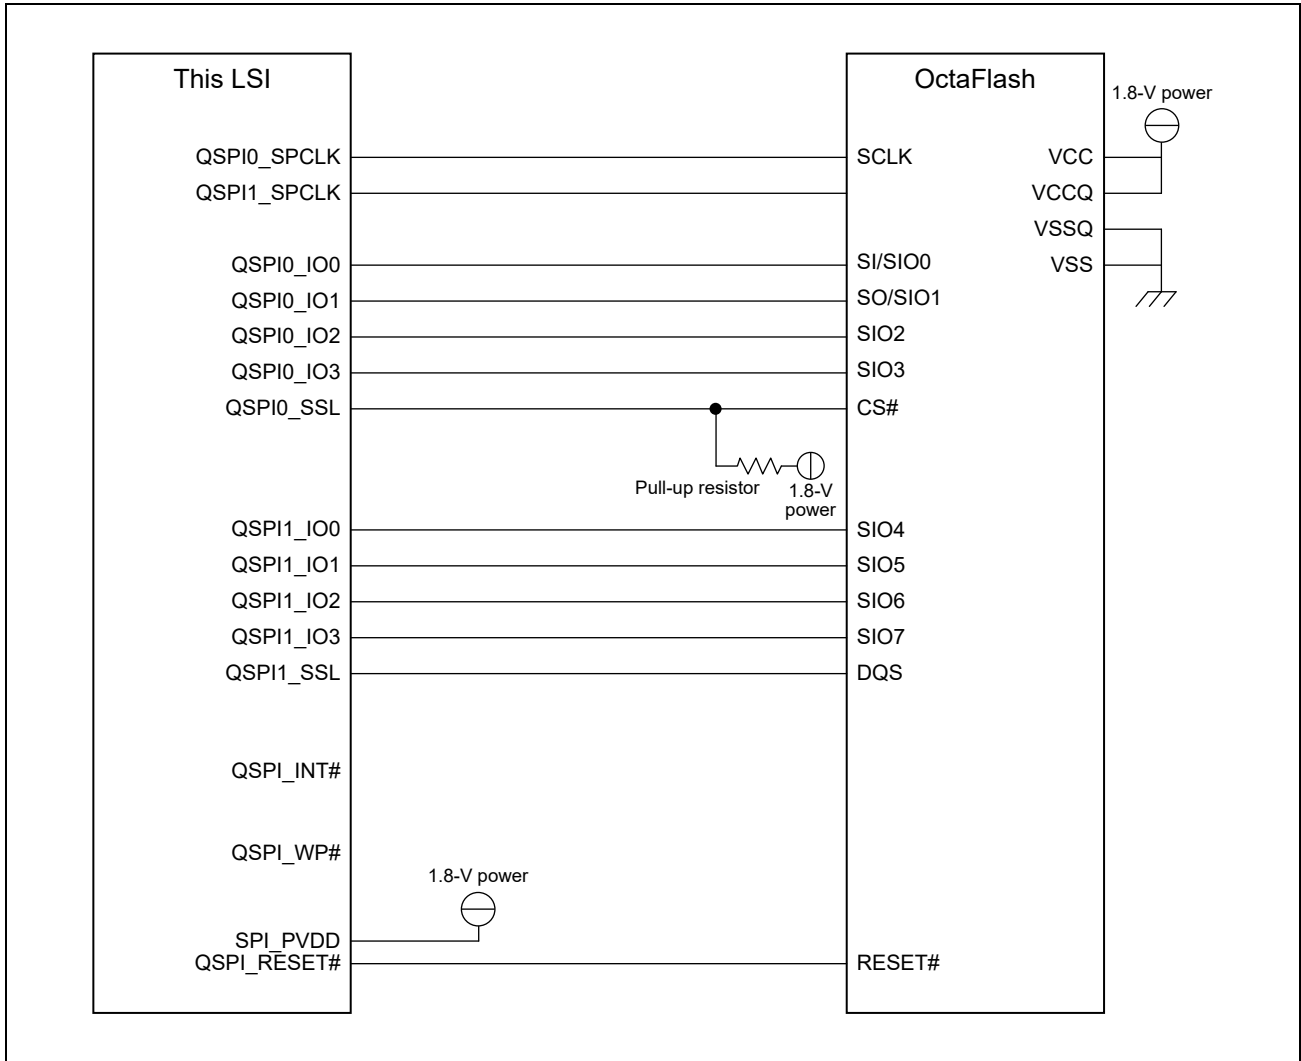 This LSI
OctaFlash
1.8-V power
QSPI0_SPCLK
SCLK
VCC
QSPI1_SPCLK
VCCQ
VSSQ
QSPI0_IO0
SI/SIO0
VSS
QSPI0_IO1
SO/SIO1
QSPI0_IO2
SIO2
QSPI0_IO3
SIO3
QSPI0_SSL
CS#
Pull-up resistor
1.8-V
power
QSPI1_IO0
SIO4
QSPI1_IO1
SIO5
QSPI1_IO2
SIO6
QSPI1_IO3
SIO7
QSPI1_SSL
DQS
QSPI_INT#
QSPI_WP#
1.8-V power
SPI_PVDD
QSPI_RESET#
RESET#